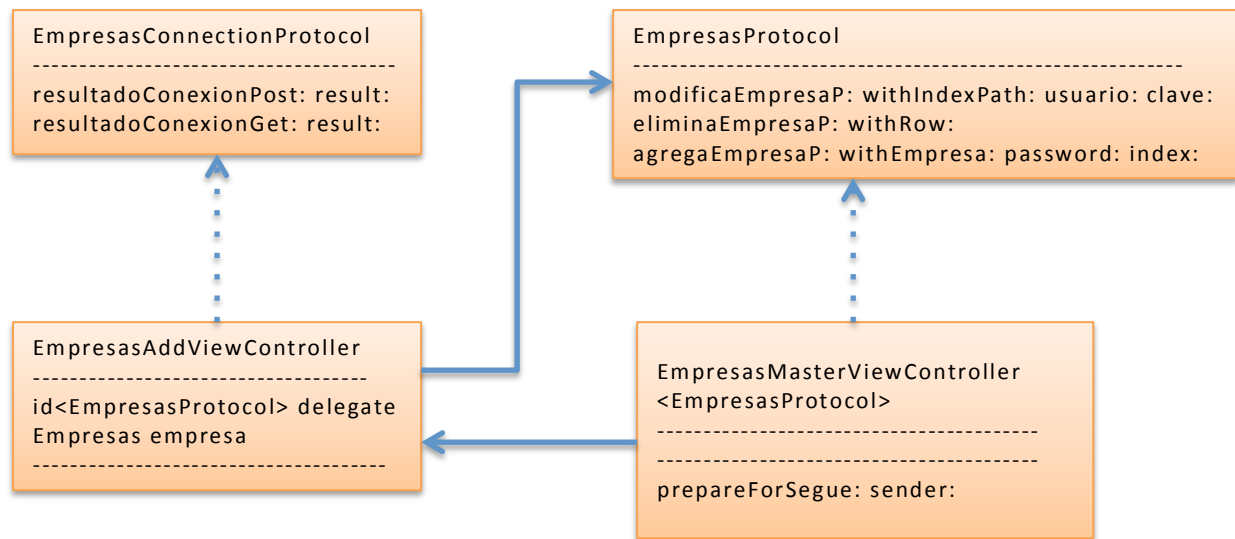 EmpresasConnectionProtocol
---------------------------------------
resultadoConexionPost: result:
resultadoConexionGet: result:
EmpresasProtocol
-----------------------------------------------------------
modificaEmpresaP: withIndexPath: usuario: clave:
eliminaEmpresaP: withRow:
agregaEmpresaP: withEmpresa: password: index:
EmpresasAddViewController
------------------------------------
id<EmpresasProtocol> delegate
Empresas empresa
--------------------------------------
EmpresasMasterViewController
<EmpresasProtocol>
-----------------------------------------
-----------------------------------------
prepareForSegue: sender: